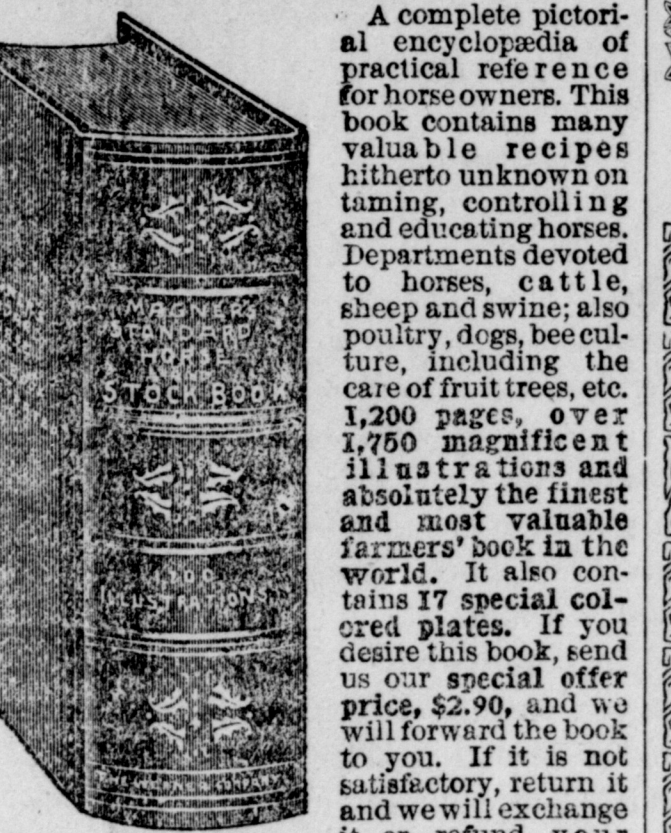 MAGNERS
STANDARD
HORSE
STOCK BOOK
ILLUSTRATIONS
A complete pictori-
al encyclopædia of
practical reference
for horse owners. This
book contains many
valuable recipes
hitherto unknown on
taming, controlling
and educating horses.
Departments devoted
to horses, cattle,
sheep and swine; also
poultry, dogs, bee cul-
ture, including the
care of fruit trees, etc.
1,200 pages, over
1,750 magnificent
illustrations and
absolutely the finest
and most valuable
farmers' book in the
world. It also con-
tains 17 special col-
ored plates. If you
desire this book, send
us our special offer
price, $2.90, and we
will forward the book
to you. If it is not
satisfactory, return it
and we will exchange
it or refund your